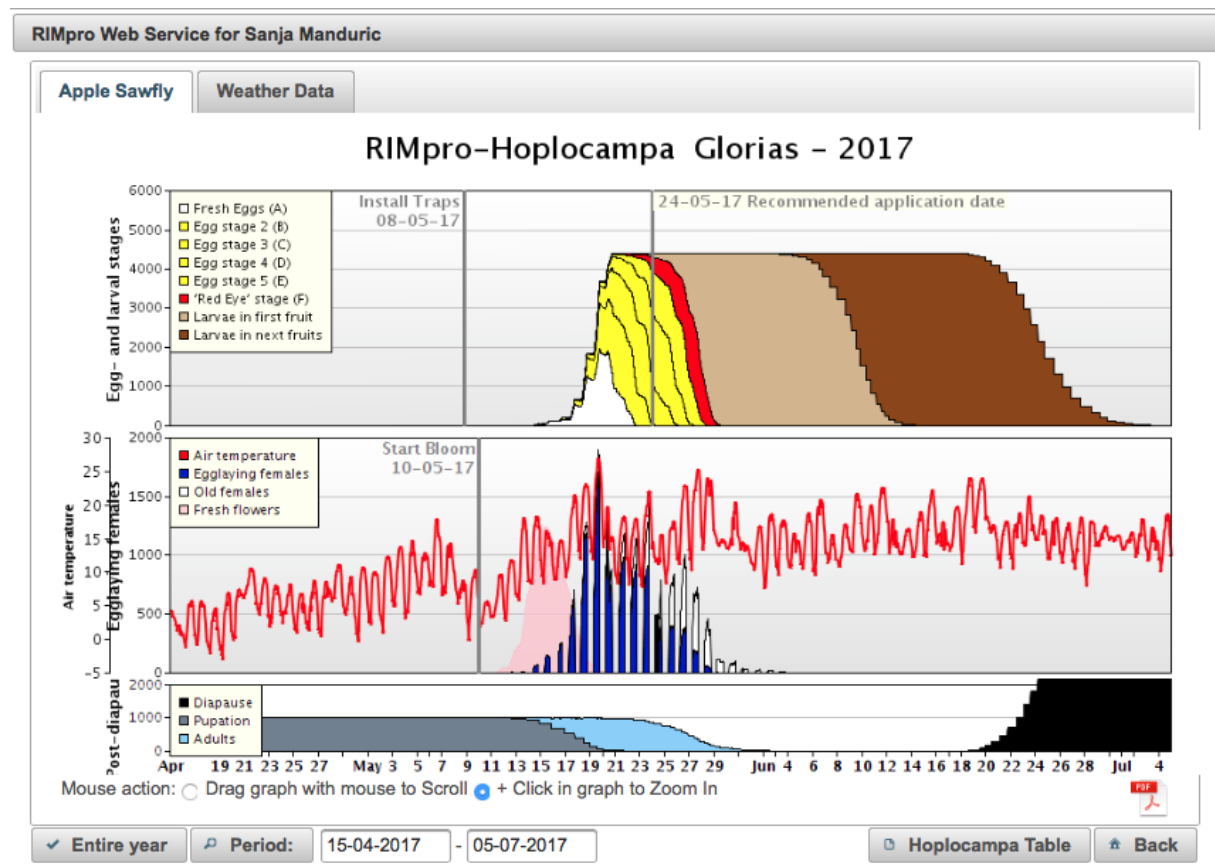 RIMpro Web Service for Sanja Manduric
Apple Sawfly Weather Data
RIMpro-Hoplocampa Glorias - 2017
Egg- and larval stages
6000
5000
4000
3000
2000
1000
0
Fresh Eggs (A)
Egg stage 2 (B)
Egg stage 3 (C)
Egg stage 4 (D)
Egg stage 5 (E)
'Red Eye' stage (F)
Larvae in first fruit
Larvae in next fruits
Install Traps
08-05-17
24-05-17 Recommended application date
Air temperature
30
25
20
15
10
5
0
-5
Egglaying females
2000
1500
1000
500
0
Air temperature
Egglaying females
Old females
Fresh flowers
Start Bloom
10-05-17
Post-diapau
2000
1000
0
Diapause
Pupation
Adults
Apr 19 21 23 25 27 May 3 5 7 9 11 13 15 17 19 21 23 25 27 29 Jun 4 6 8 10 12 14 16 18 20 22 24 26 28 Jul 4
Mouse action: Drag graph with mouse to Scroll + Click in graph to Zoom In
PDF
Entire year Period: 15-04-2017 - 05-07-2017 Hoplocampa Table Back